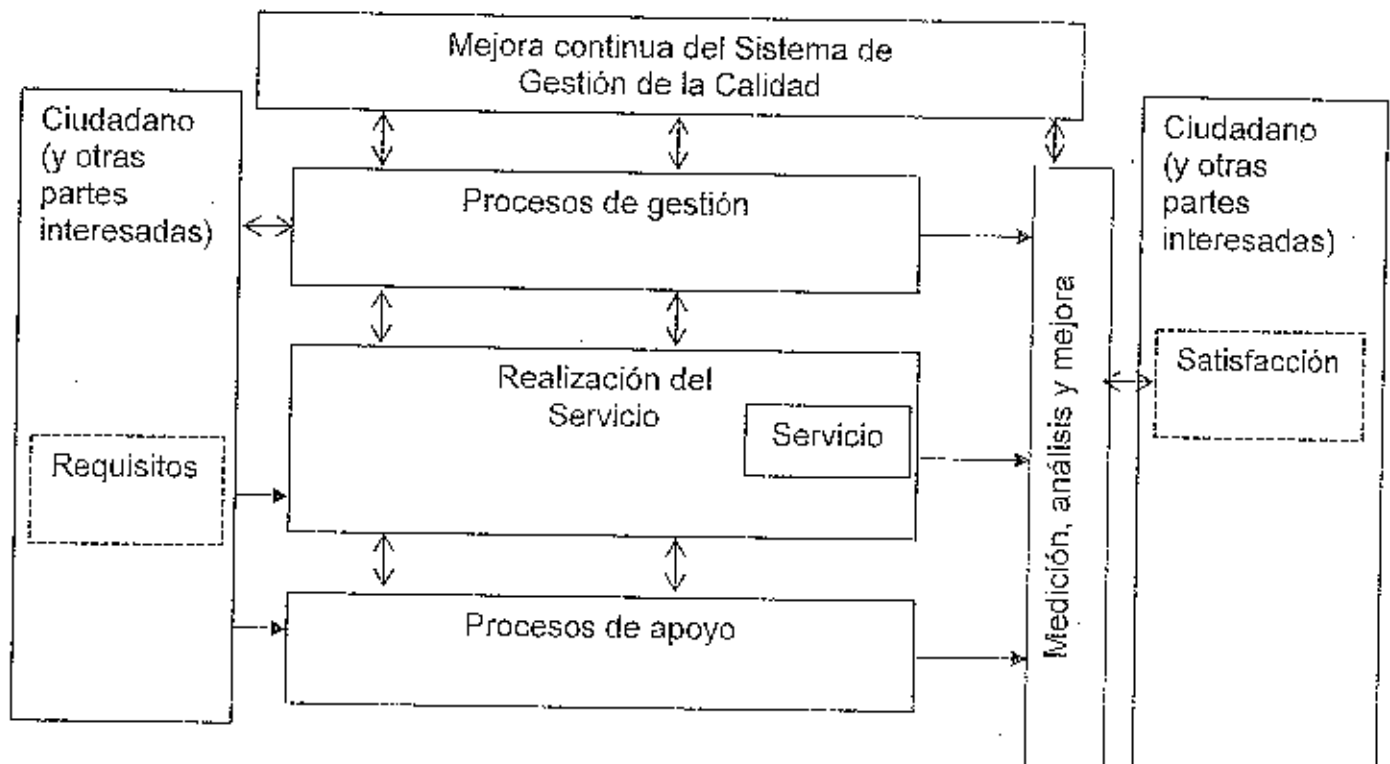 Mejora continua del Sistema de
Gestión de la Calidad
Ciudadano
(y otras
partes
interesadas)
Requisitos
Procesos de gestión
Realización del
Servicio
Servicio
Procesos de apoyo
Medición, análisis y mejora
Ciudadano
(y otras
partes
interesadas)
Satisfacción